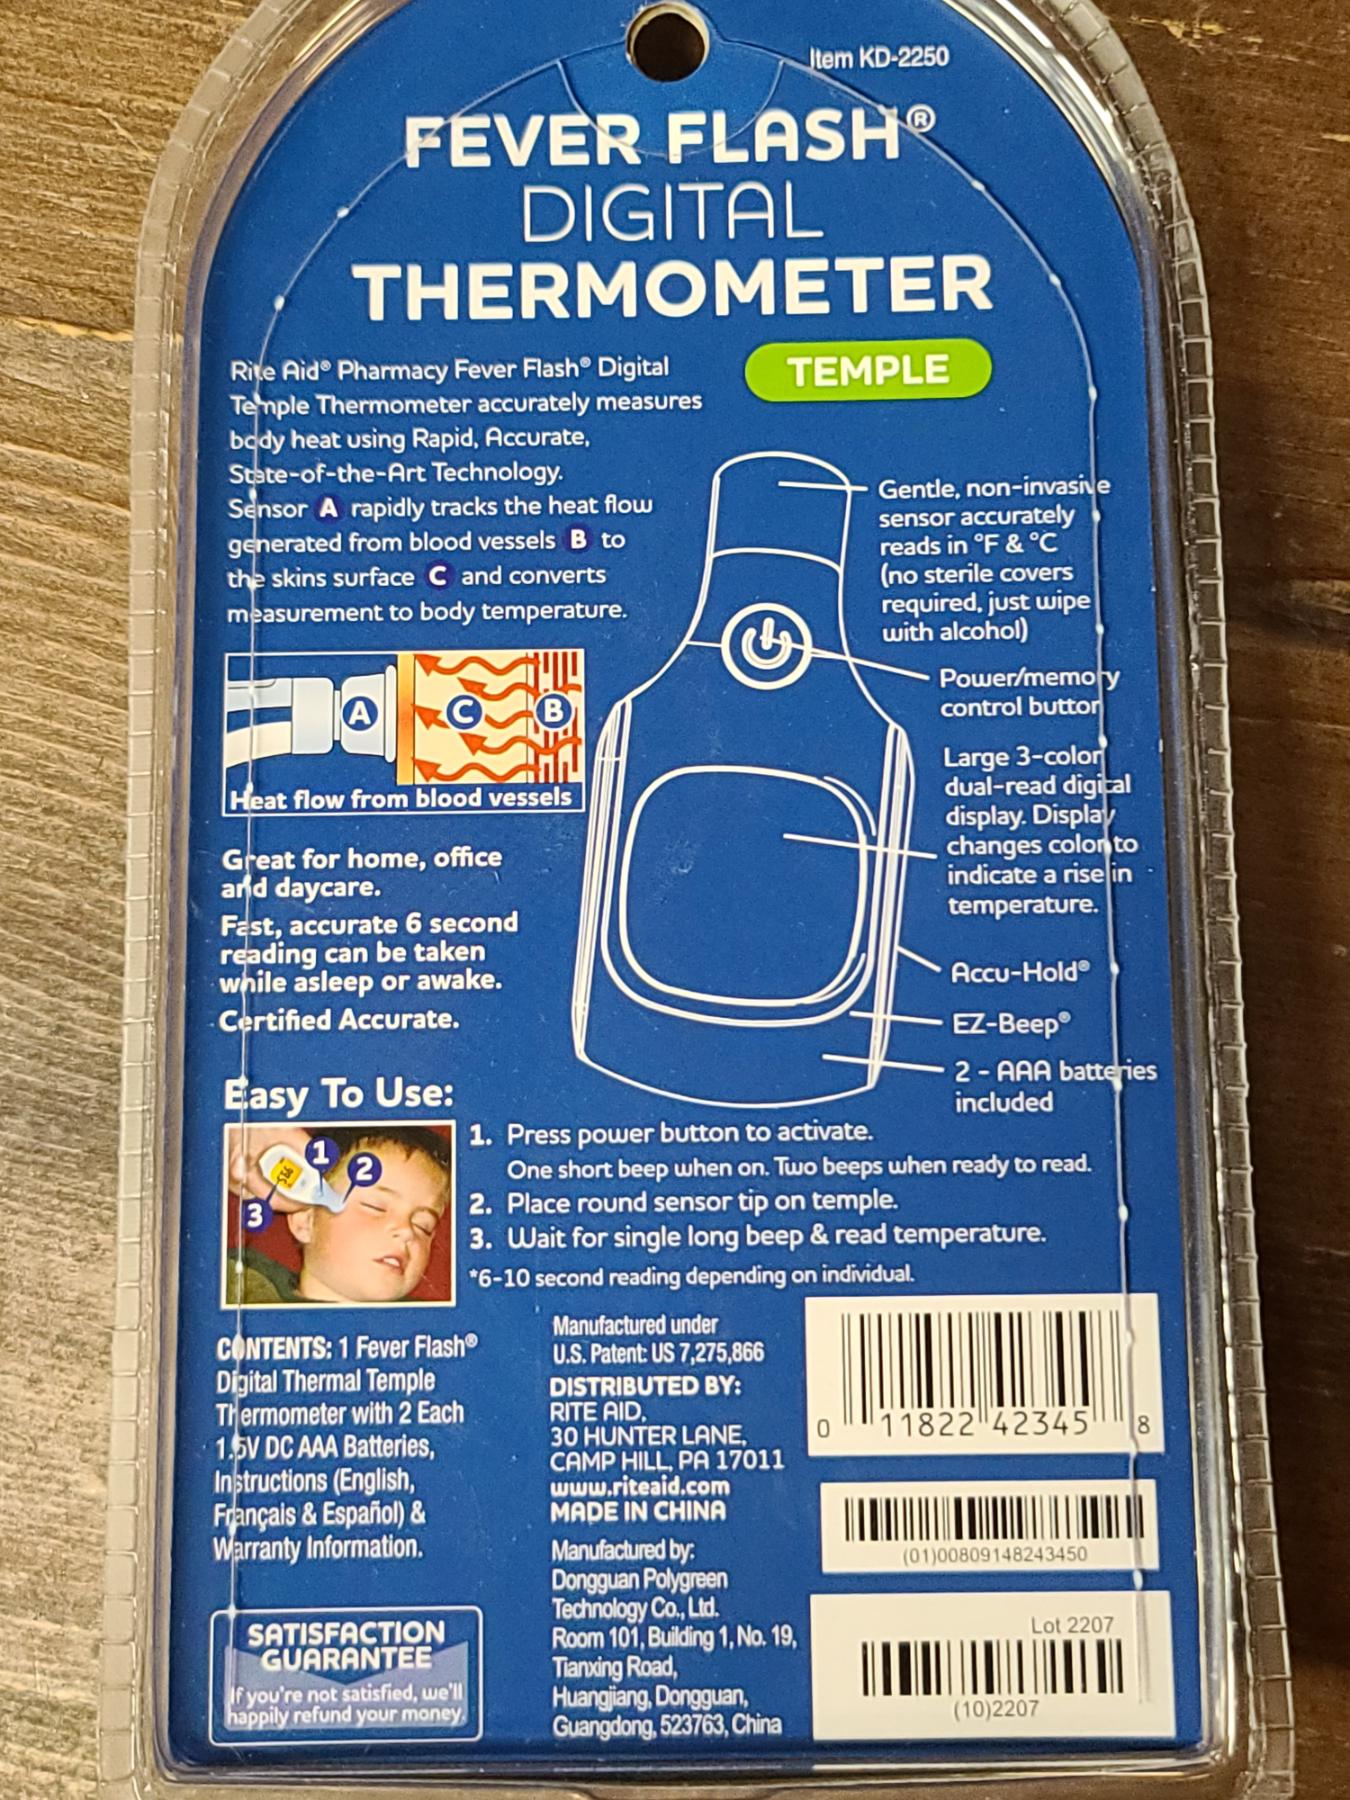 Item KD-2250
FEVER FLASH®
DIGITAL
THERMOMETER
TEMPLE
Rite Aid® Pharmacy Fever Flash® Digital
Temple Thermometer accurately measures
body heat using Rapid, Accurate,
State-of-the-Art Technology.
Sensor A rapidly tracks the heat flow
generated from blood vessels B to
the skins surface C and converts
measurement to body temperature.
A C B
Heat flow from blood vessels
Gentle, non-invasive
sensor accurately
reads in °F & °C
(no sterile covers
required, just wipe
with alcohol)
Power/memory
control button
Large 3-color
dual-read digital
display. Display
changes color to
indicate a rise in
temperature.
Accu-Hold®
EZ-Beep®
2 - AAA batteries
included
Great for home, office
and daycare.
Fast, accurate 6 second
reading can be taken
while asleep or awake.
Certified Accurate.
Easy To Use:
1
2
3
1. Press power button to activate.
One short beep when on. Two beeps when ready to read.
2. Place round sensor tip on temple.
3. Wait for single long beep & read temperature.
*6-10 second reading depending on individual.
CONTENTS: 1 Fever Flash®
Digital Thermal Temple
Thermometer with 2 Each
1.5V DC AAA Batteries,
Instructions (English,
Français & Español) &
Warranty Information.
SATISFACTION
GUARANTEE
If you're not satisfied, we'll
happily refund your money.
Manufactured under
U.S. Patent: US 7,275,866
DISTRIBUTED BY:
RITE AID,
30 HUNTER LANE,
CAMP HILL, PA 17011
www.riteaid.com
MADE IN CHINA
Manufactured by:
Dongguan Polygreen
Technology Co., Ltd.
Room 101, Building 1, No. 19,
Tianxing Road,
Huangjiang, Dongguan,
Guangdong, 523763, China
0 11822 42345 8
(01)00809148243450
Lot 2207
(10)2207